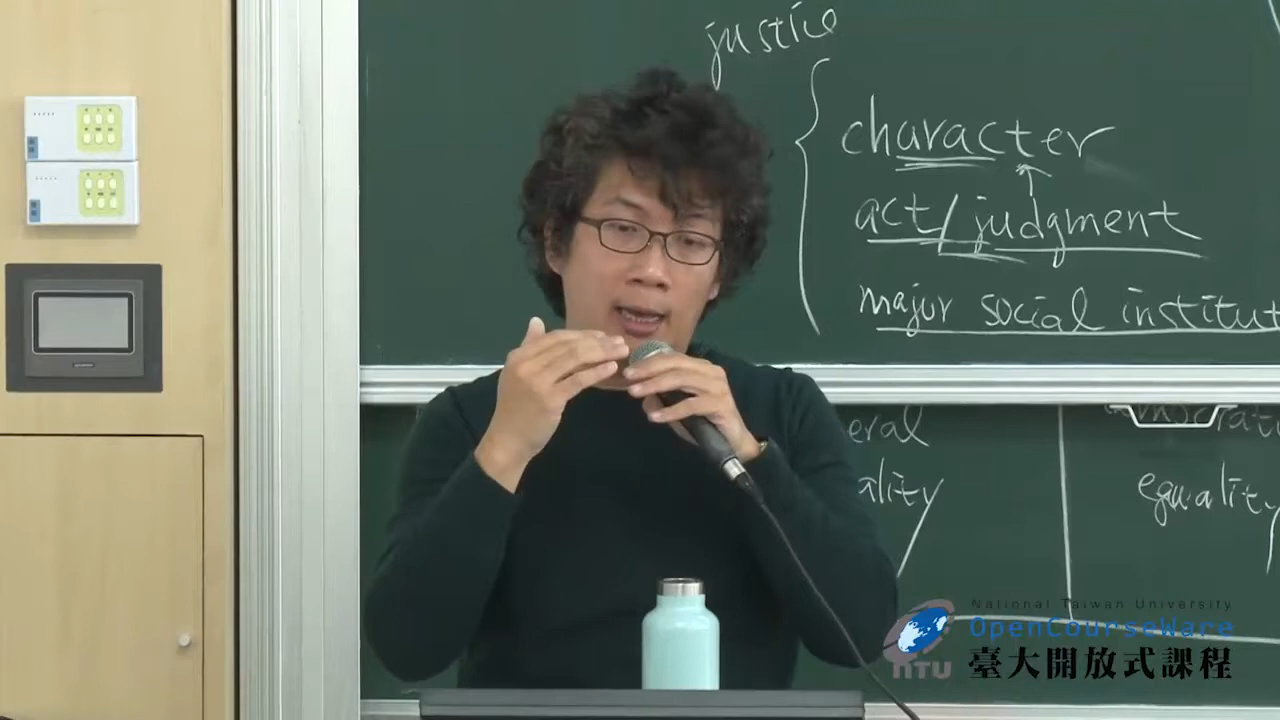 justice
character
act/judgment
major social institut
eral
ality
equality
National Taiwan University
OpenCourseWare
NTU
臺大開放式課程